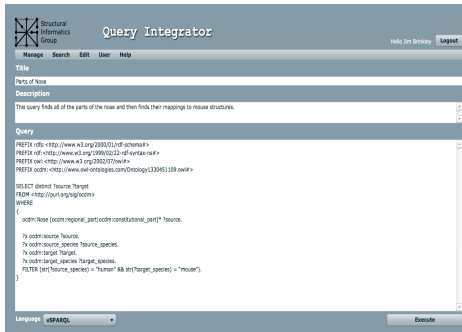 Structural
Informatics
Group
Query Integrator
Hello Jim Brinkley Logout
Manage Search Edit User Help
Title
Parts of Nose
Description
This query finds all of the parts of the nose and then finds their mappings to mouse structures.
Query
PREFIX rdfs:<http://www.w3.org/2000/01/rdf-schema#>
PREFIX rdf:<http://www.w3.org/1999/02/22-rdf-syntax-ns#>
PREFIX owl:<http://www.w3.org/2002/07/owl#>
PREFIX ocdm:<http://www.owl-ontologies.com/Ontology1330451109.owl#>
SELECT distinct ?source ?target
FROM <http://purl.org/sig/ocdm>
WHERE
{
ocdm:Nose (ocdm:regional_part|ocdm:constitutional_part)* ?source.
?x ocdm:source ?source.
?x ocdm:source_species ?source_species.
?x ocdm:target ?target.
?x ocdm:target_species ?target_species.
FILTER (str(?source_species) = "human" && str(?target_species) = "mouse").
}
Language vSPARQL Execute